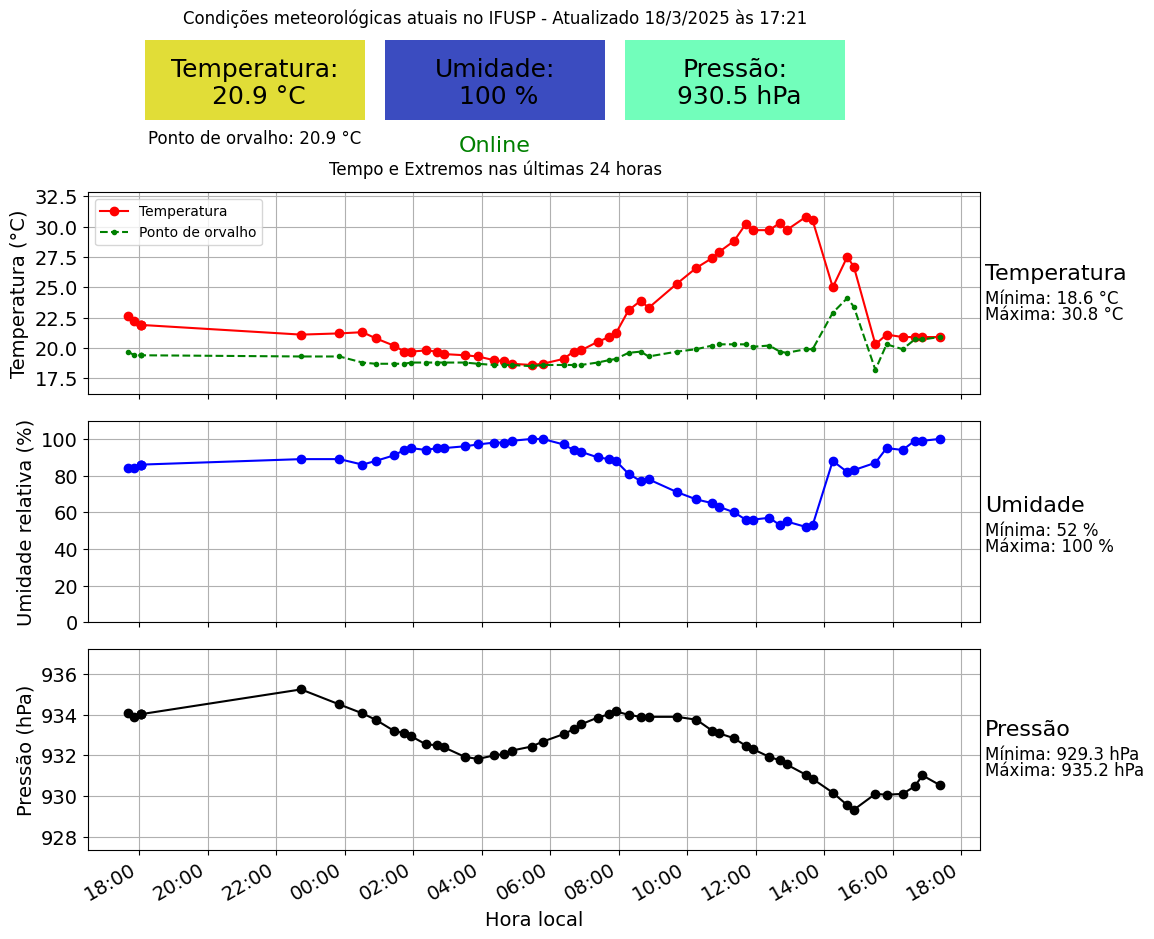 Condições meteorológicas atuais no IFUSP - Atualizado 18/3/2025 às 17:21
Temperatura:
20.9 °C
Umidade:
100 %
Pressão:
930.5 hPa
Ponto de orvalho: 20.9 °C
Online
Tempo e Extremos nas últimas 24 horas
Temperatura (°C)
32.5
30.0
27.5
25.0
22.5
20.0
17.5
Temperatura
Ponto de orvalho
Temperatura
Mínima: 18.6 °C
Máxima: 30.8 °C
Umidade relativa (%)
100
80
60
40
20
0
Umidade
Mínima: 52 %
Máxima: 100 %
Pressão (hPa)
936
934
932
930
928
Pressão
Mínima: 929.3 hPa
Máxima: 935.2 hPa
18:00
20:00
22:00
00:00
02:00
04:00
06:00
08:00
10:00
12:00
14:00
16:00
18:00
Hora local